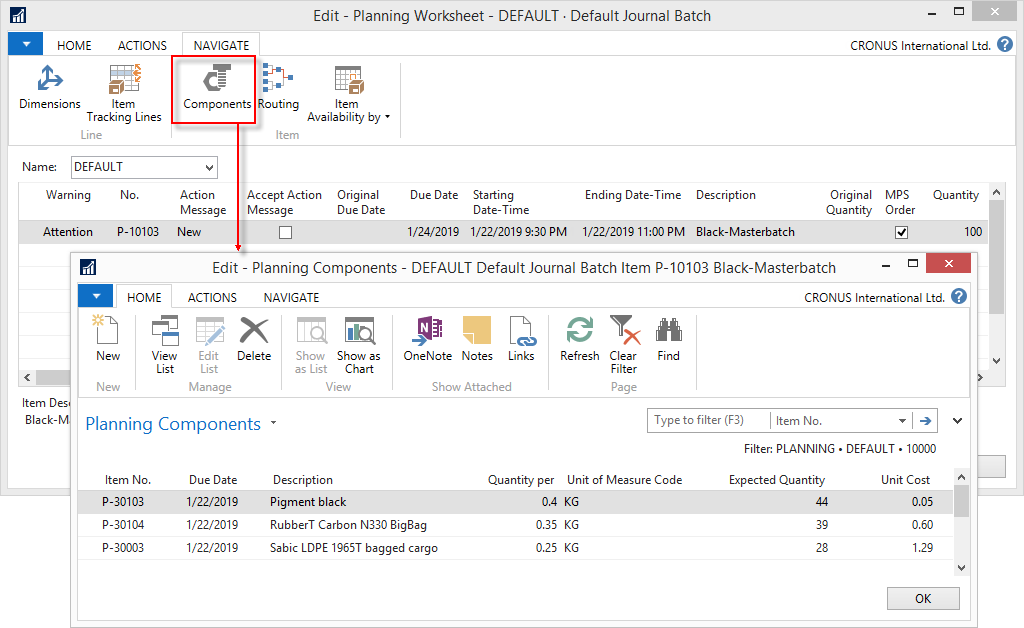 Edit - Planning Worksheet - DEFAULT · Default Journal Batch
HOME ACTIONS NAVIGATE CRONUS International Ltd. ?
Dimensions Item Components Routing Item
Tracking Lines Availability by
Line Item
Name: DEFAULT
Warning No. Action Accept Action Original Due Date Starting Ending Date-Time Description Original MPS Quantity
Message Message Due Date Date-Time Quantity Order
Attention P-10103 New 1/24/2019 1/22/2019 9:30 PM 1/22/2019 11:00 PM Black-Masterbatch 100
Item Desc
Black-M
Edit - Planning Components - DEFAULT Default Journal Batch Item P-10103 Black-Masterbatch
HOME ACTIONS NAVIGATE CRONUS International Ltd. ?
New View Edit Delete Show Show as OneNote Notes Links Refresh Clear Find
List List as List Chart Filter
New Manage View Show Attached Page
Planning Components Type to filter (F3) Item No.
Filter: PLANNING • DEFAULT • 10000
Item No. Due Date Description Quantity per Unit of Measure Code Expected Quantity Unit Cost
P-30103 1/22/2019 Pigment black 0.4 KG 44 0.05
P-30104 1/22/2019 RubberT Carbon N330 BigBag 0.35 KG 39 0.60
P-30003 1/22/2019 Sabic LDPE 1965T bagged cargo 0.25 KG 28 1.29
OK